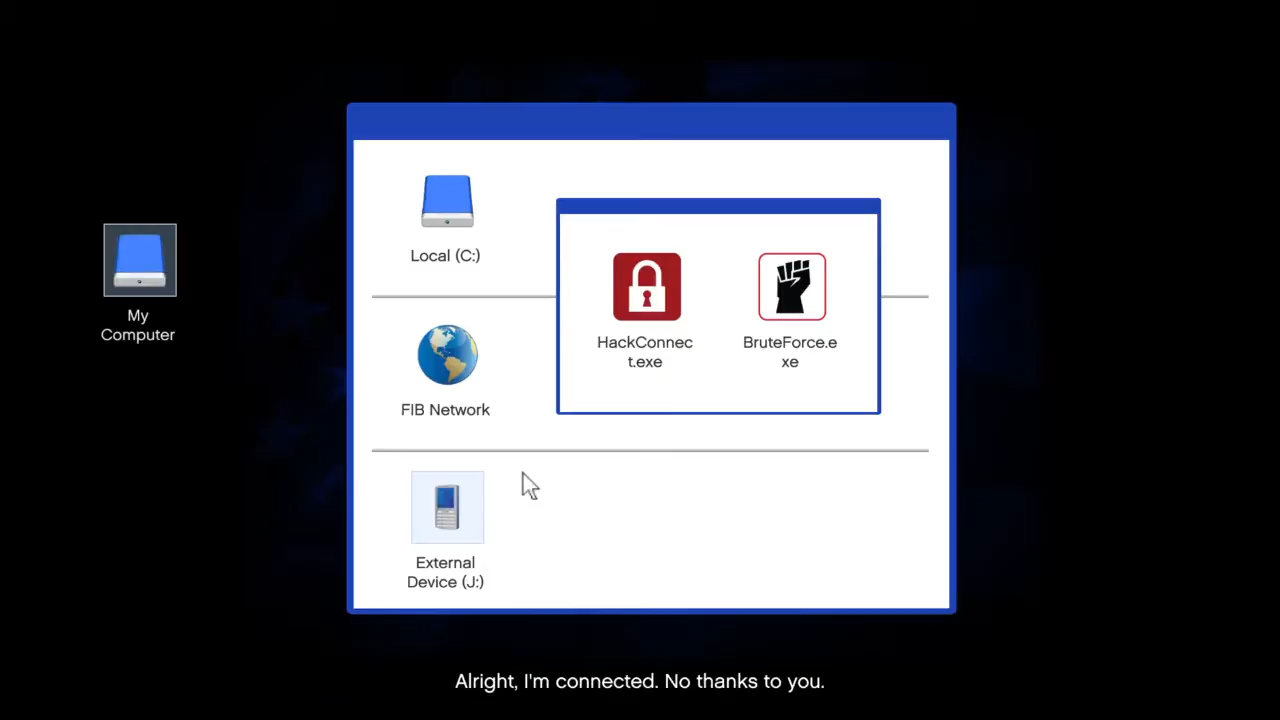 My
Computer
Local (C:)
HackConnec
t.exe
BruteForce.e
xe
FIB Network
External
Device (J:)
Alright, I'm connected. No thanks to you.